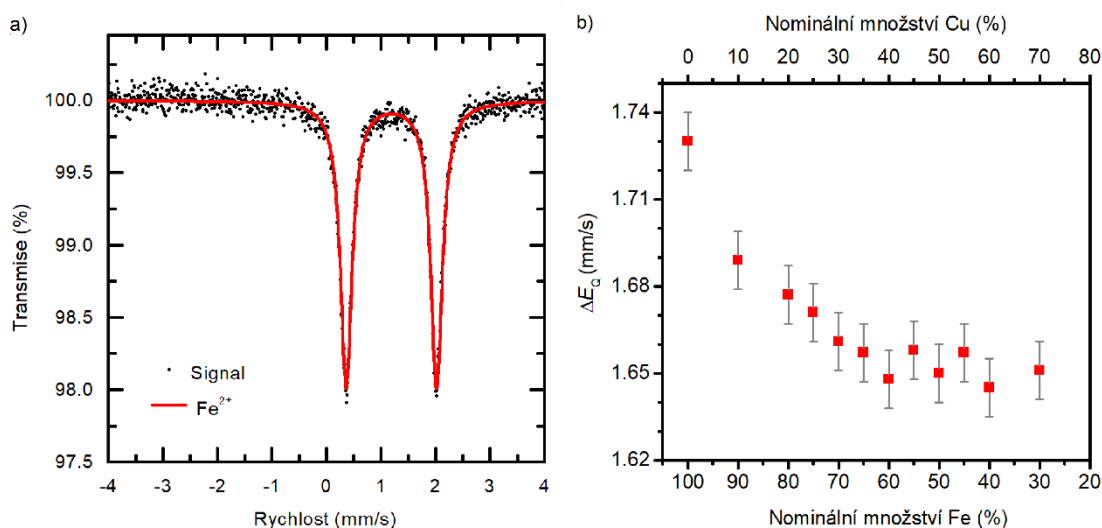 a)
100.0
99.5
99.0
98.5
98.0
97.5
Transmise (%)
Signal
Fe²⁺
-4 -3 -2 -1 0 1 2 3 4
Rychlost (mm/s)
b)
Nominální množství Cu (%)
0 10 20 30 40 50 60 70 80
1.74
1.71
1.68
1.65
1.62
ΔE_Q (mm/s)
100 90 80 70 60 50 40 30 20
Nominální množství Fe (%)